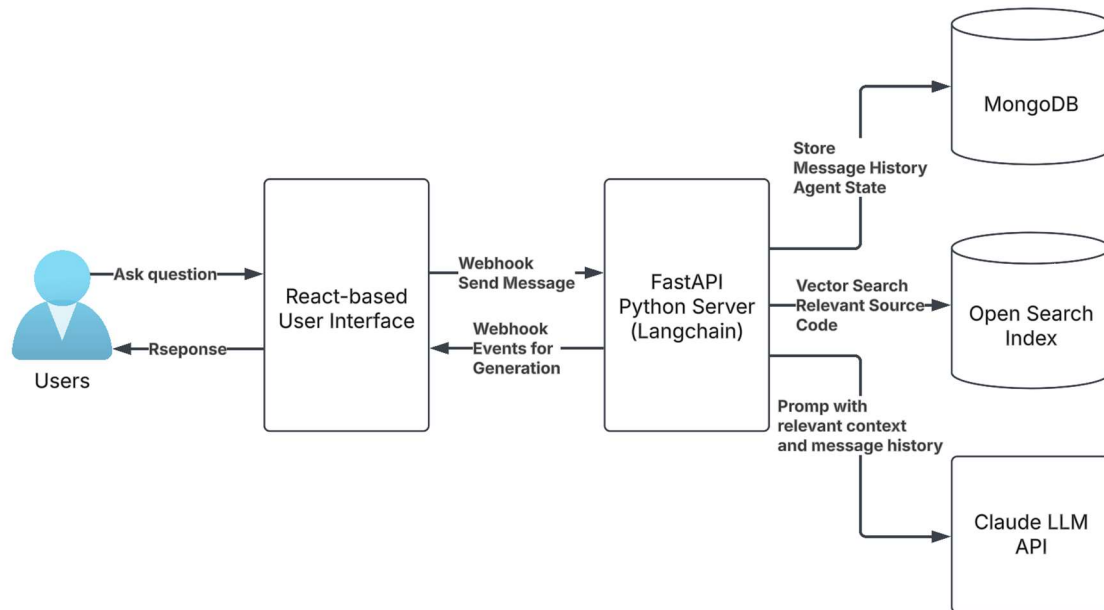 MongoDB
Store
Message History
Agent State
Ask question
Rseponse
Users
React-based
User Interface
Webhook
Send Message
Webhook
Events for
Generation
FastAPI
Python Server
(Langchain)
Vector Search
Relevant Source
Code
Open Search
Index
Promp with
relevant context
and message history
Claude LLM
API